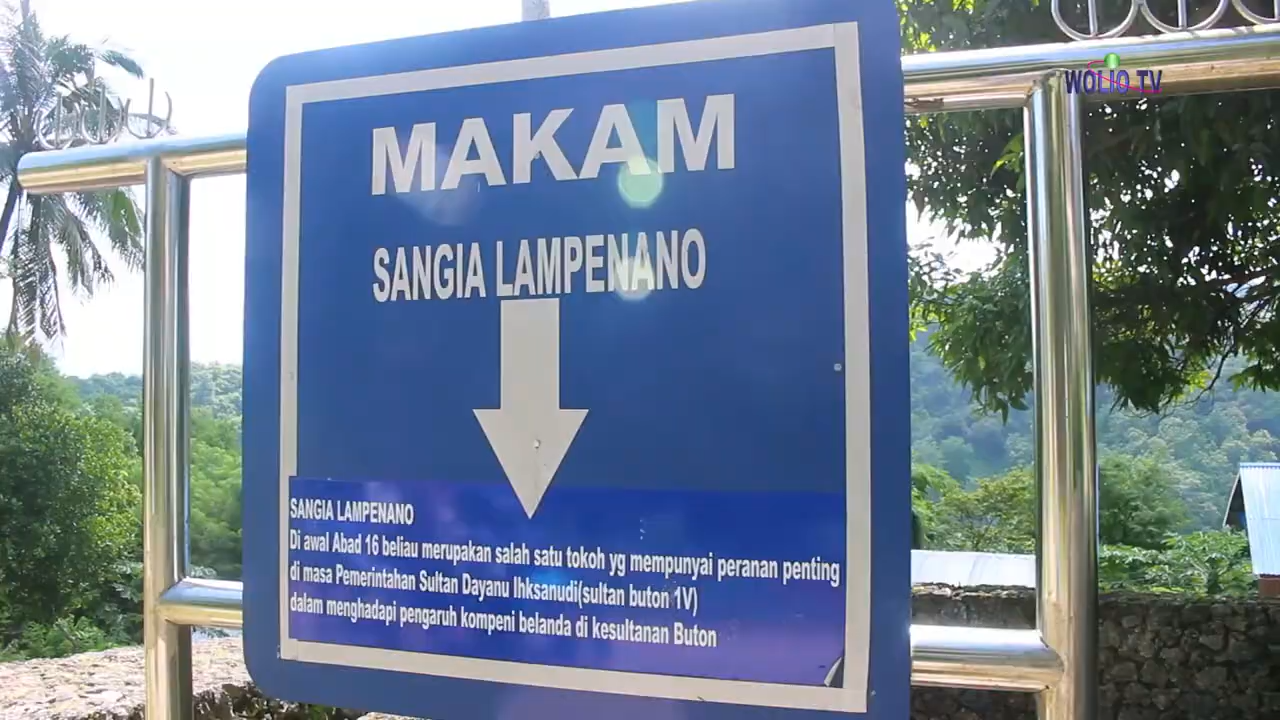 WOLIO TV
MAKAM
SANGIA LAMPENANO
SANGIA LAMPENANO
Di awal Abad 16 beliau merupakan salah satu tokoh yg mempunyai peranan penting
di masa Pemerintahan Sultan Dayanu Ihksanudi(sultan buton 1V)
dalam menghadapi pengaruh kompeni belanda di kesultanan Buton